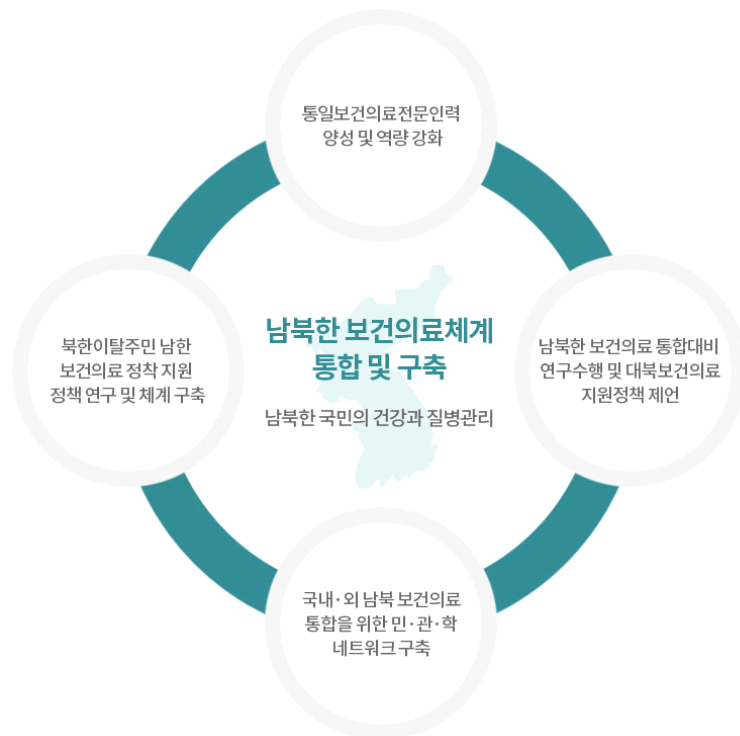 통일보건의료전문인력
양성 및 역량 강화
북한이탈주민 남한
보건의료 정착 지원
정책 연구 및 체계 구축
남북한 보건의료체계
통합 및 구축
남북한 국민의 건강과 질병관리
남북한 보건의료 통합대비
연구수행 및 대북보건의료
지원정책 제언
국내·외 남북 보건의료
통합을 위한 민·관·학
네트워크 구축